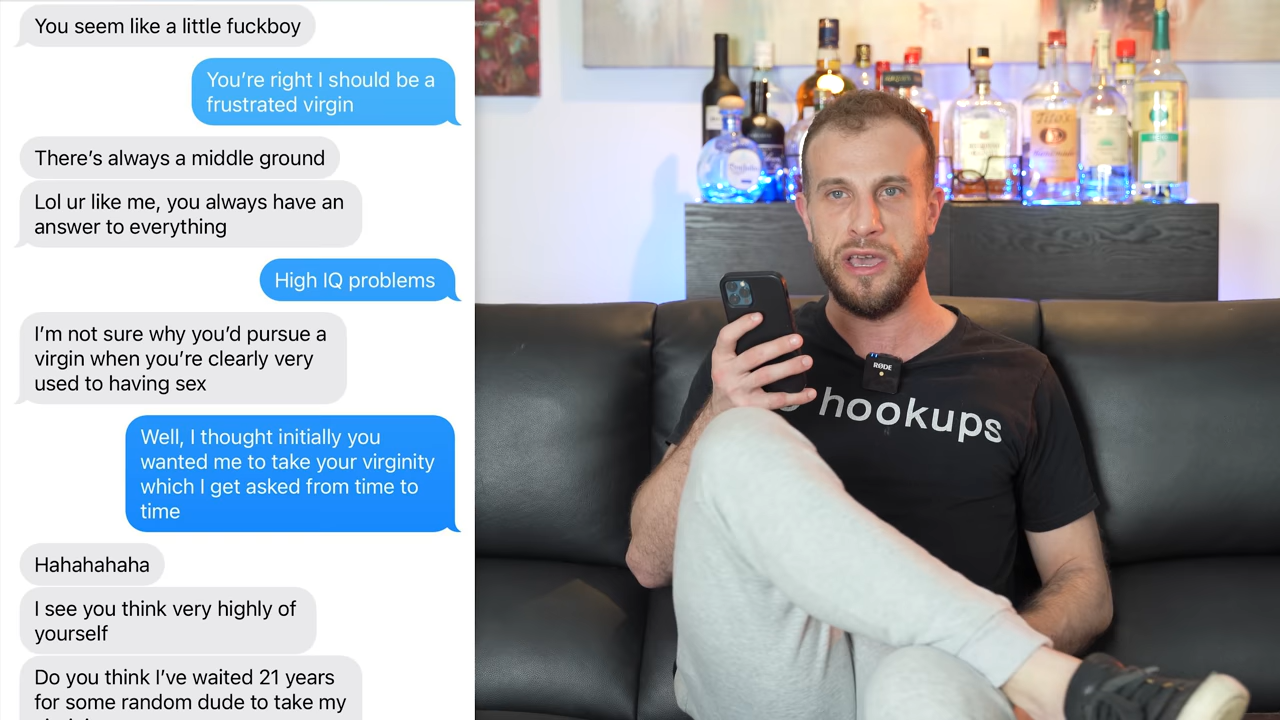 You seem like a little fuckboy
You’re right I should be a
frustrated virgin
There’s always a middle ground
Lol ur like me, you always have an
answer to everything
High IQ problems
I’m not sure why you’d pursue a
virgin when you’re clearly very
used to having sex
Well, I thought initially you
wanted me to take your virginity
which I get asked from time to
time
Hahahahaha
I see you think very highly of
yourself
Do you think I’ve waited 21 years
for some random dude to take my
RØDE
hookups
Tito's